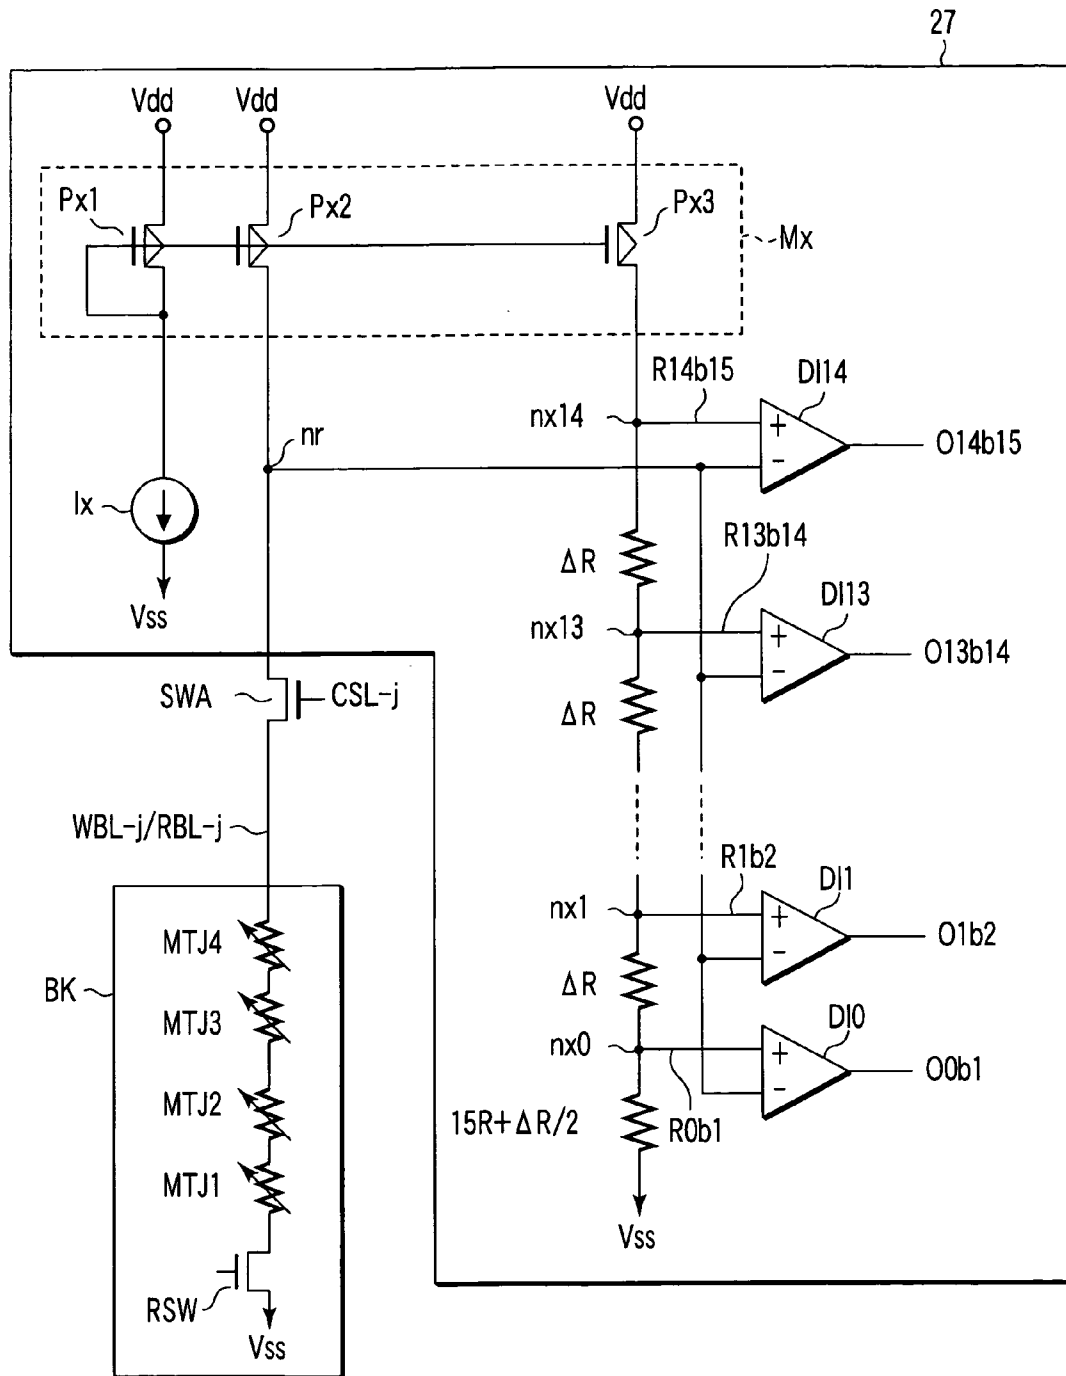 27
Vdd
Vdd
Vdd
Px1
Px2
Px3
Mx
R14b15
DI14
nx14
nr
O14b15
Ix
R13b14
ΔR
DI13
Vss
nx13
O13b14
SWA
CSL-j
ΔR
WBL-j/RBL-j
R1b2
DI1
nx1
MTJ4
O1b2
BK
ΔR
MTJ3
DI0
nx0
O0b1
MTJ2
15R+ΔR/2
R0b1
MTJ1
Vss
RSW
Vss
+
-
+
-
+
-
+
-